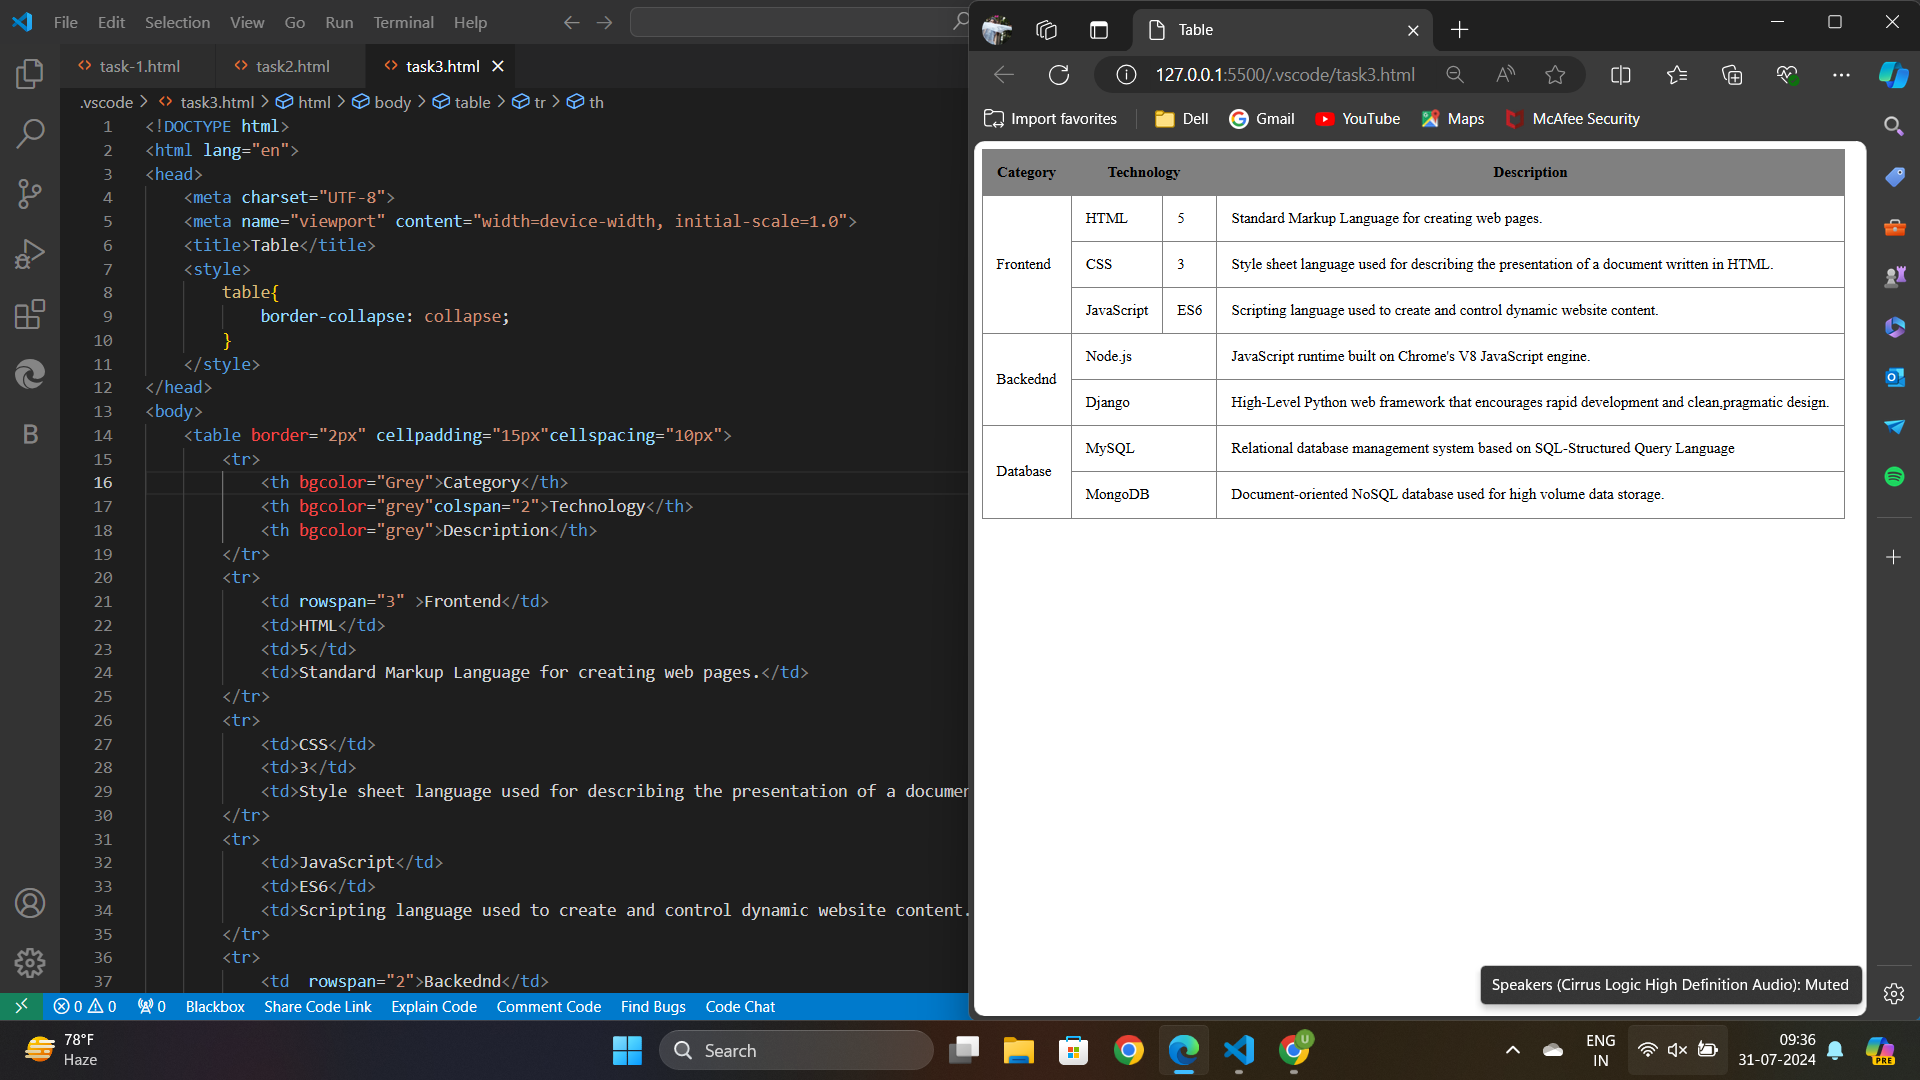 File Edit Selection View Go Run Terminal Help
task-1.html task2.html task3.html
.vscode > task3.html > html > body > table > tr > th
1 <!DOCTYPE html>
2 <html lang="en">
3 <head>
4 <meta charset="UTF-8">
5 <meta name="viewport" content="width=device-width, initial-scale=1.0">
6 <title>Table</title>
7 <style>
8 table{
9 border-collapse: collapse;
10 }
11 </style>
12 </head>
13 <body>
14 <table border="2px" cellpadding="15px"cellspacing="10px">
15 <tr>
16 <th bgcolor="Grey">Category</th>
17 <th bgcolor="grey"colspan="2">Technology</th>
18 <th bgcolor="grey">Description</th>
19 </tr>
20 <tr>
21 <td rowspan="3" >Frontend</td>
22 <td>HTML</td>
23 <td>5</td>
24 <td>Standard Markup Language for creating web pages.</td>
25 </tr>
26 <tr>
27 <td>CSS</td>
28 <td>3</td>
29 <td>Style sheet language used for describing the presentation of a documen
30 </tr>
31 <tr>
32 <td>JavaScript</td>
33 <td>ES6</td>
34 <td>Scripting language used to create and control dynamic website content.
35 </tr>
36 <tr>
37 <td  rowspan="2">Backednd</td>
0 0 0 Blackbox Share Code Link Explain Code Comment Code Find Bugs Code Chat
Table
127.0.0.1:5500/.vscode/task3.html
Import favorites Dell Gmail YouTube Maps McAfee Security
Category Technology Description
Frontend
HTML 5 Standard Markup Language for creating web pages.
CSS 3 Style sheet language used for describing the presentation of a document written in HTML.
JavaScript ES6 Scripting language used to create and control dynamic website content.
Backednd
Node.js JavaScript runtime built on Chrome's V8 JavaScript engine.
Django High-Level Python web framework that encourages rapid development and clean,pragmatic design.
Database
MySQL Relational database management system based on SQL-Structured Query Language
MongoDB Document-oriented NoSQL database used for high volume data storage.
Speakers (Cirrus Logic High Definition Audio): Muted
78°F
Haze
Search
U
ENG
IN
09:36
31-07-2024
PRE